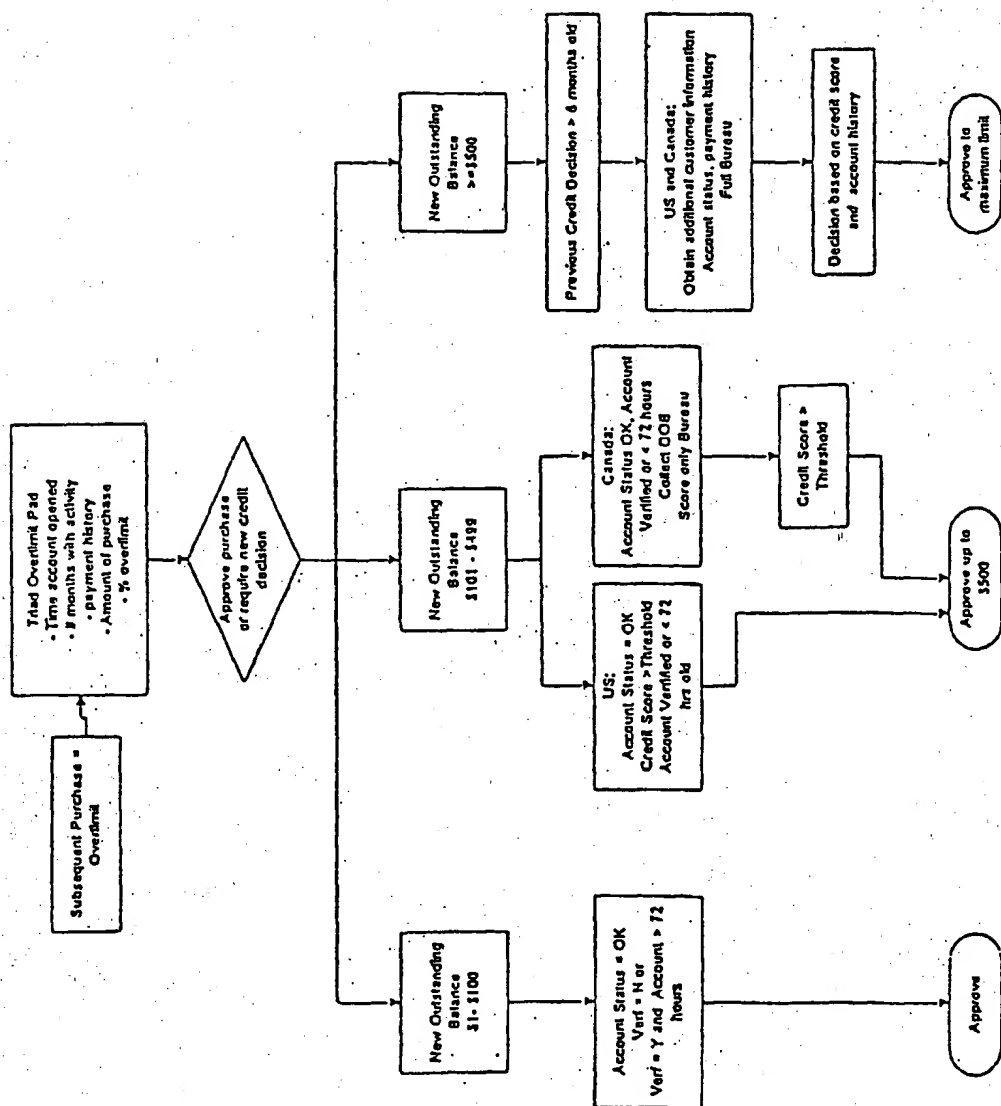 Subsequent Purchase =
Overlimit
Triad Overlimit Pad
• Time account opened
• # months with activity
• payment history
• Amount of purchase
• % overlimit
Approve purchase
or require new credit
decision
New Outstanding
Balance
$1- $100
Account Status = OK
Verf = N or
Verf = Y and Account > 72
hours
Approve
New Outstanding
Balance
$101 - $499
US:
Account Status = OK
Credit Score >Threshold
Account Verified or < 72
hrs old
Canada:
Account Status OK, Account
Verified or < 72 hours
Collect DOB
Score only Bureau
Credit Score >
Threshold
Approve up to
$500
New Outstanding
Balance
>=$500
Previous Credit Decision > 6 months old
US and Canada:
Obtain additional customer information
Account status, payment history
Full Bureau
Decision based on credit score
and account history
Approve to
maximum limit